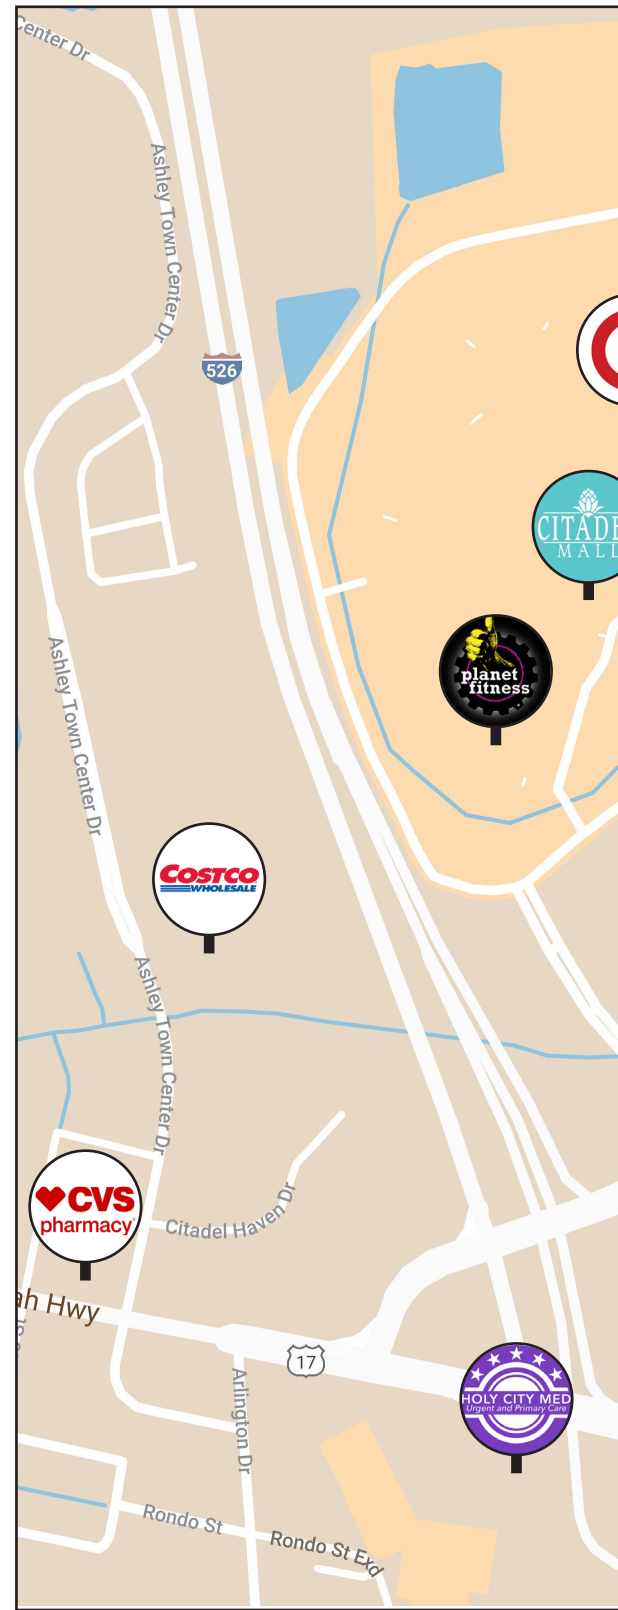 Center Dr
Ashley Town Center Dr
526
CITADE
MALL
planet
fitness
Ashley Town Center Dr
COSTCO
WHOLESALE
Ashley Town Center Dr
CVS
pharmacy
Citadel Haven Dr
ah Hwy
17
Arlington Dr
HOLY CITY MED
Urgent and Primary Care
Rondo St
Rondo St Exd